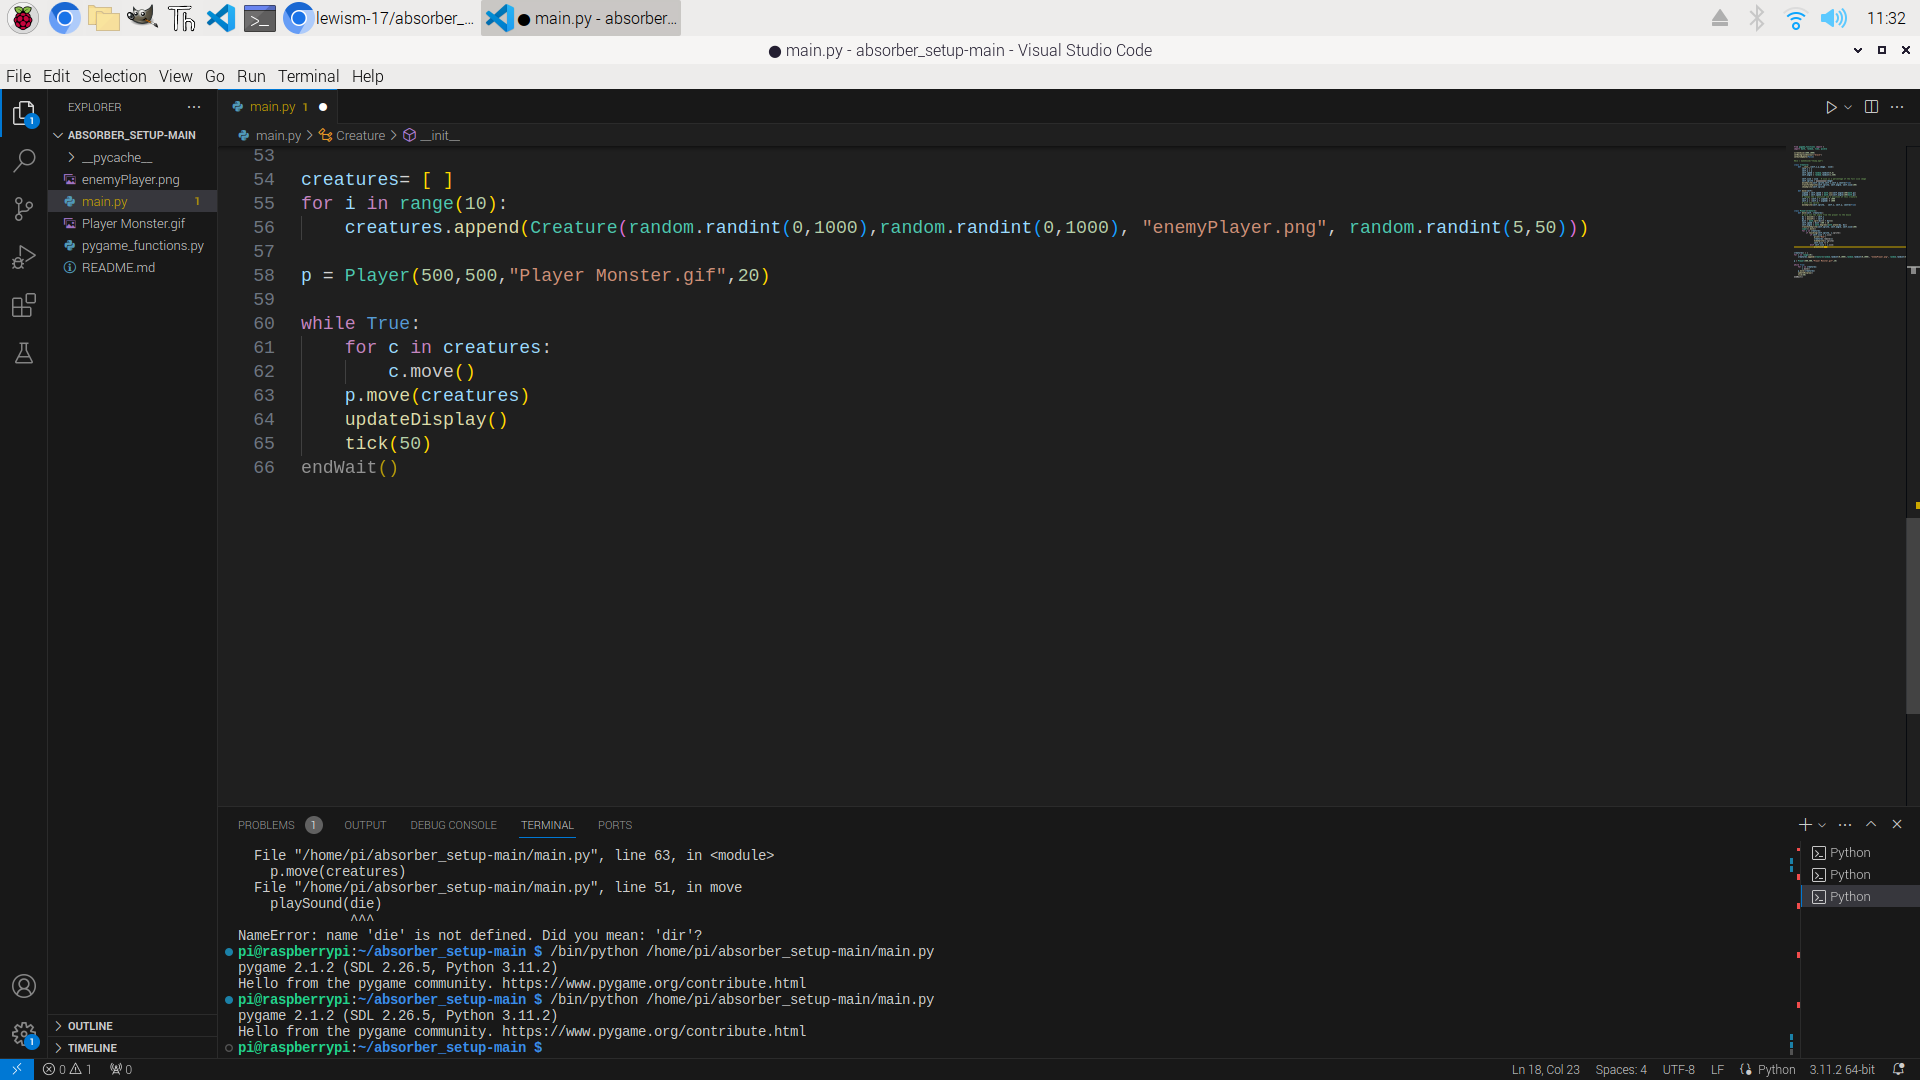 lewism-17/absorber_...
main.py - absorber...
11:32
main.py - absorber_setup-main - Visual Studio Code
File Edit Selection View Go Run Terminal Help
EXPLORER
main.py 1
ABSORBER_SETUP-MAIN
main.py > Creature > __init__
__pycache__
enemyPlayer.png
main.py 1
Player Monster.gif
pygame_functions.py
README.md
53
54 creatures= [ ]
55 for i in range(10):
56 creatures.append(Creature(random.randint(0,1000),random.randint(0,1000), "enemyPlayer.png", random.randint(5,50)))
57
58 p = Player(500,500,"Player Monster.gif",20)
59
60 while True:
61 for c in creatures:
62 c.move()
63 p.move(creatures)
64 updateDisplay()
65 tick(50)
66 endWait()
PROBLEMS 1 OUTPUT DEBUG CONSOLE TERMINAL PORTS
File "/home/pi/absorber_setup-main/main.py", line 63, in <module>
p.move(creatures)
File "/home/pi/absorber_setup-main/main.py", line 51, in move
playSound(die)
^^^
NameError: name 'die' is not defined. Did you mean: 'dir'?
pi@raspberrypi:~/absorber_setup-main $ /bin/python /home/pi/absorber_setup-main/main.py
pygame 2.1.2 (SDL 2.26.5, Python 3.11.2)
Hello from the pygame community. https://www.pygame.org/contribute.html
pi@raspberrypi:~/absorber_setup-main $ /bin/python /home/pi/absorber_setup-main/main.py
pygame 2.1.2 (SDL 2.26.5, Python 3.11.2)
Hello from the pygame community. https://www.pygame.org/contribute.html
pi@raspberrypi:~/absorber_setup-main $
Python
Python
Python
OUTLINE
TIMELINE
0 1 0
Ln 18, Col 23 Spaces: 4 UTF-8 LF Python 3.11.2 64-bit